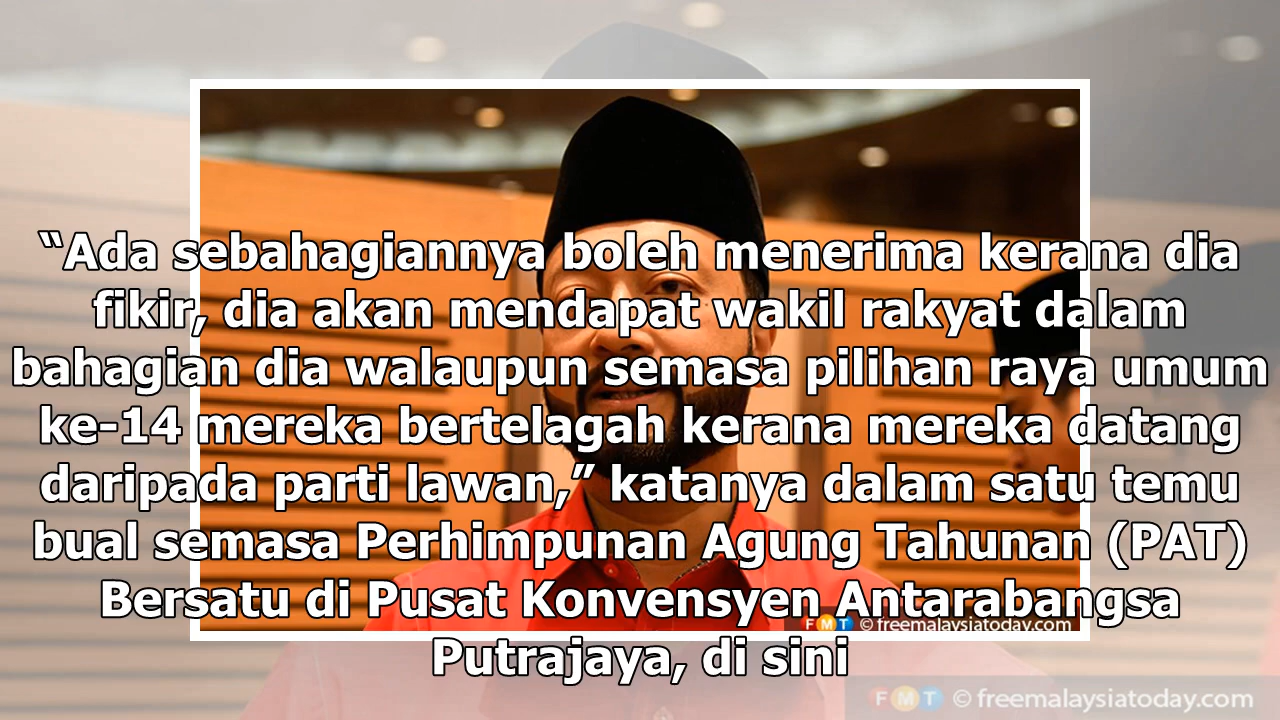 “Ada sebahagiannya boleh menerima kerana dia
fikir, dia akan mendapat wakil rakyat dalam
bahagian dia walaupun semasa pilihan raya umum
ke-14 mereka bertelagah kerana mereka datang
daripada parti lawan,” katanya dalam satu temu
bual semasa Perhimpunan Agung Tahunan (PAT)
Bersatu di Pusat Konvensyen Antarabangsa
FMT © freemalaysiatoday.com
Putrajaya, di sini
FMT © freemalaysiatoday.com